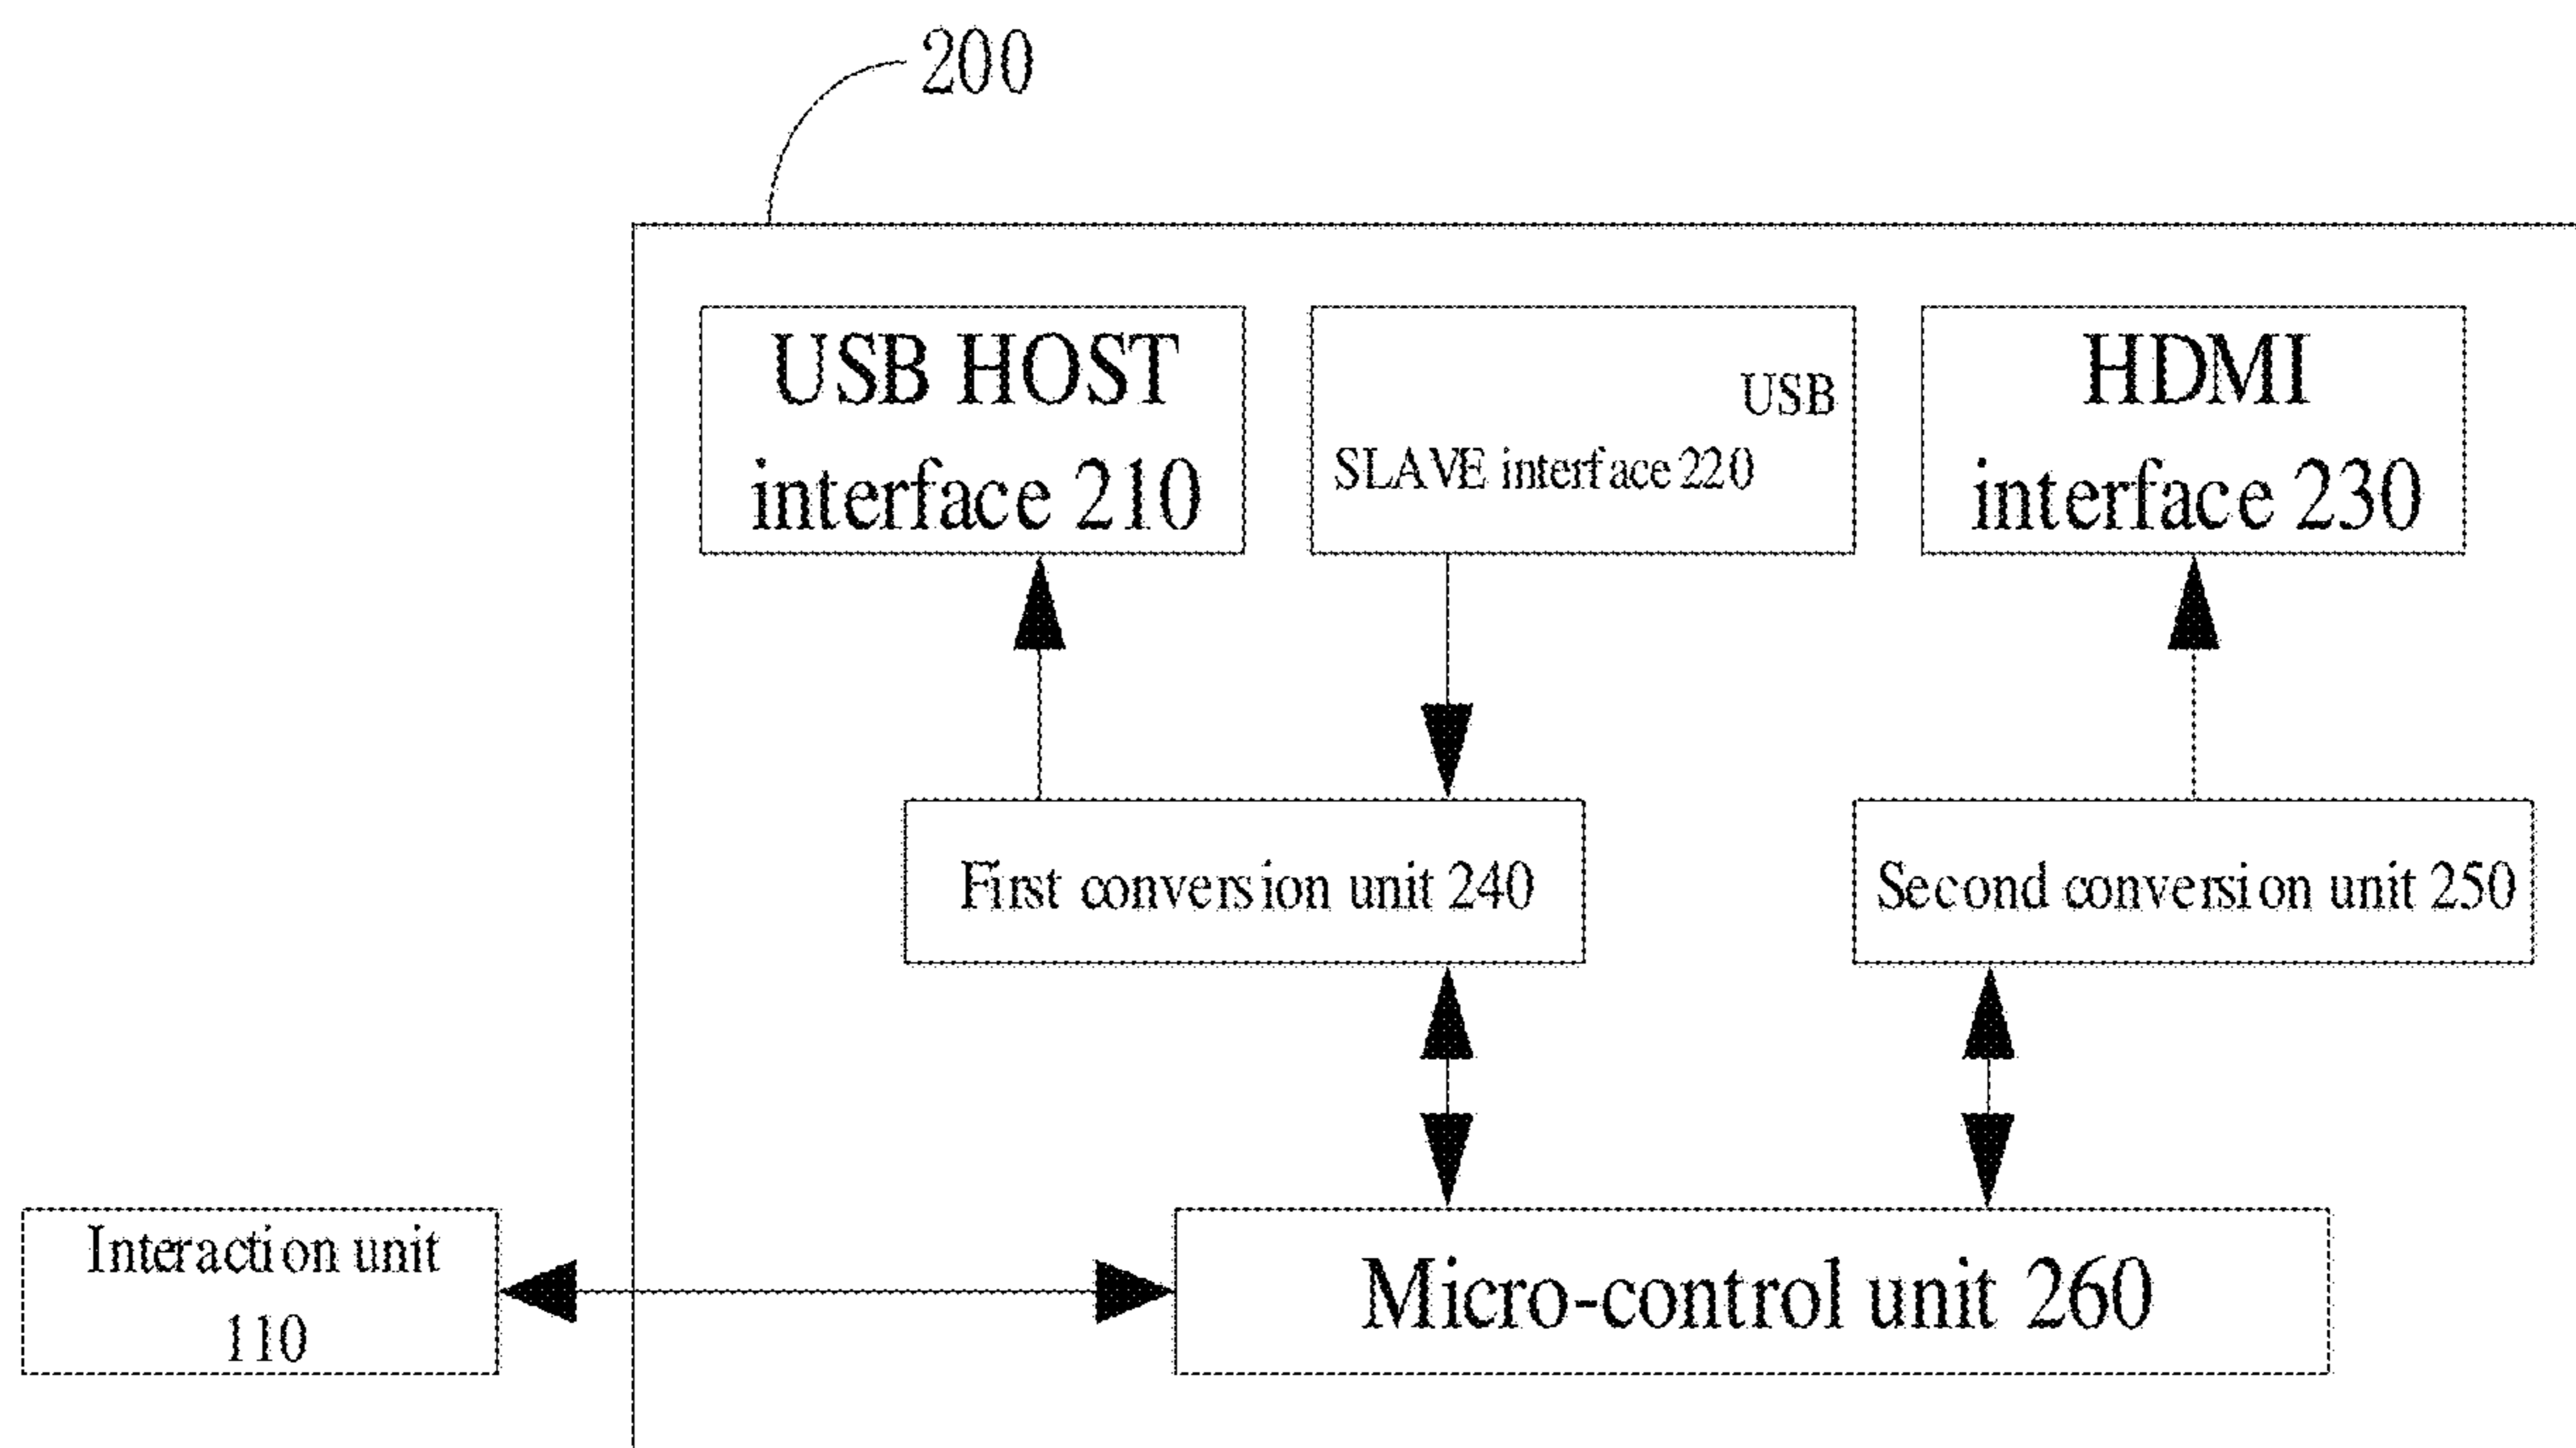 200
USB HOST
interface 210
USB
SLAVE interface 220
HDMI
interface 230
First conversion unit 240
Second conversion unit 250
Interaction unit
110
Micro-control unit 260